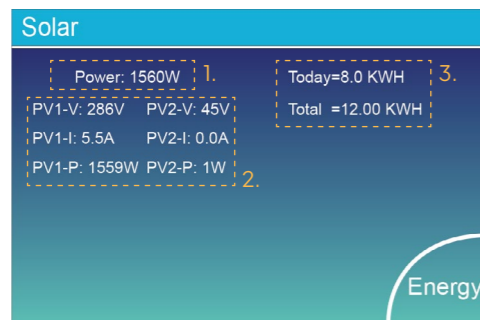 Solar
Power: 1560W 1.
PV1-V: 286V PV2-V: 45V
PV1-I: 5.5A PV2-I: 0.0A
PV1-P: 1559W PV2-P: 1W 2.
Today=8.0 KWH 3.
Total =12.00 KWH
Energy